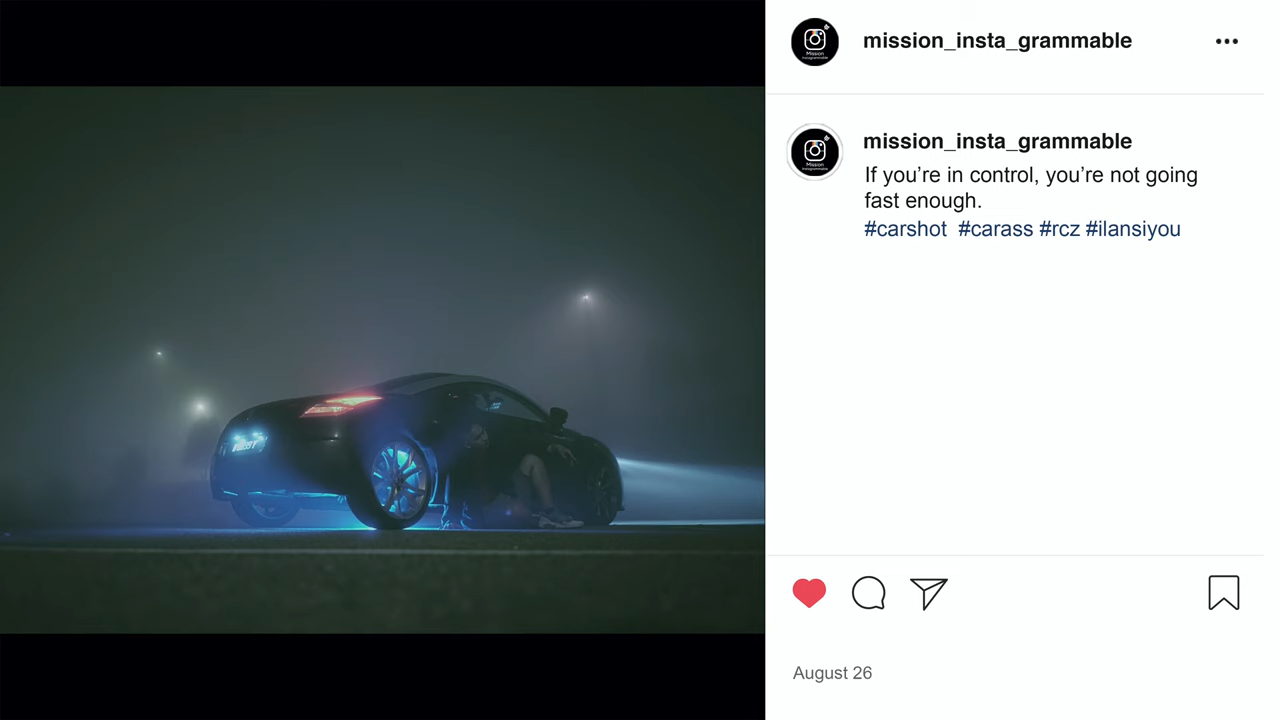 mission_insta_grammable
mission_insta_grammable
If you’re in control, you’re not going
fast enough.
#carshot #carass #rcz #ilansiyou
August 26